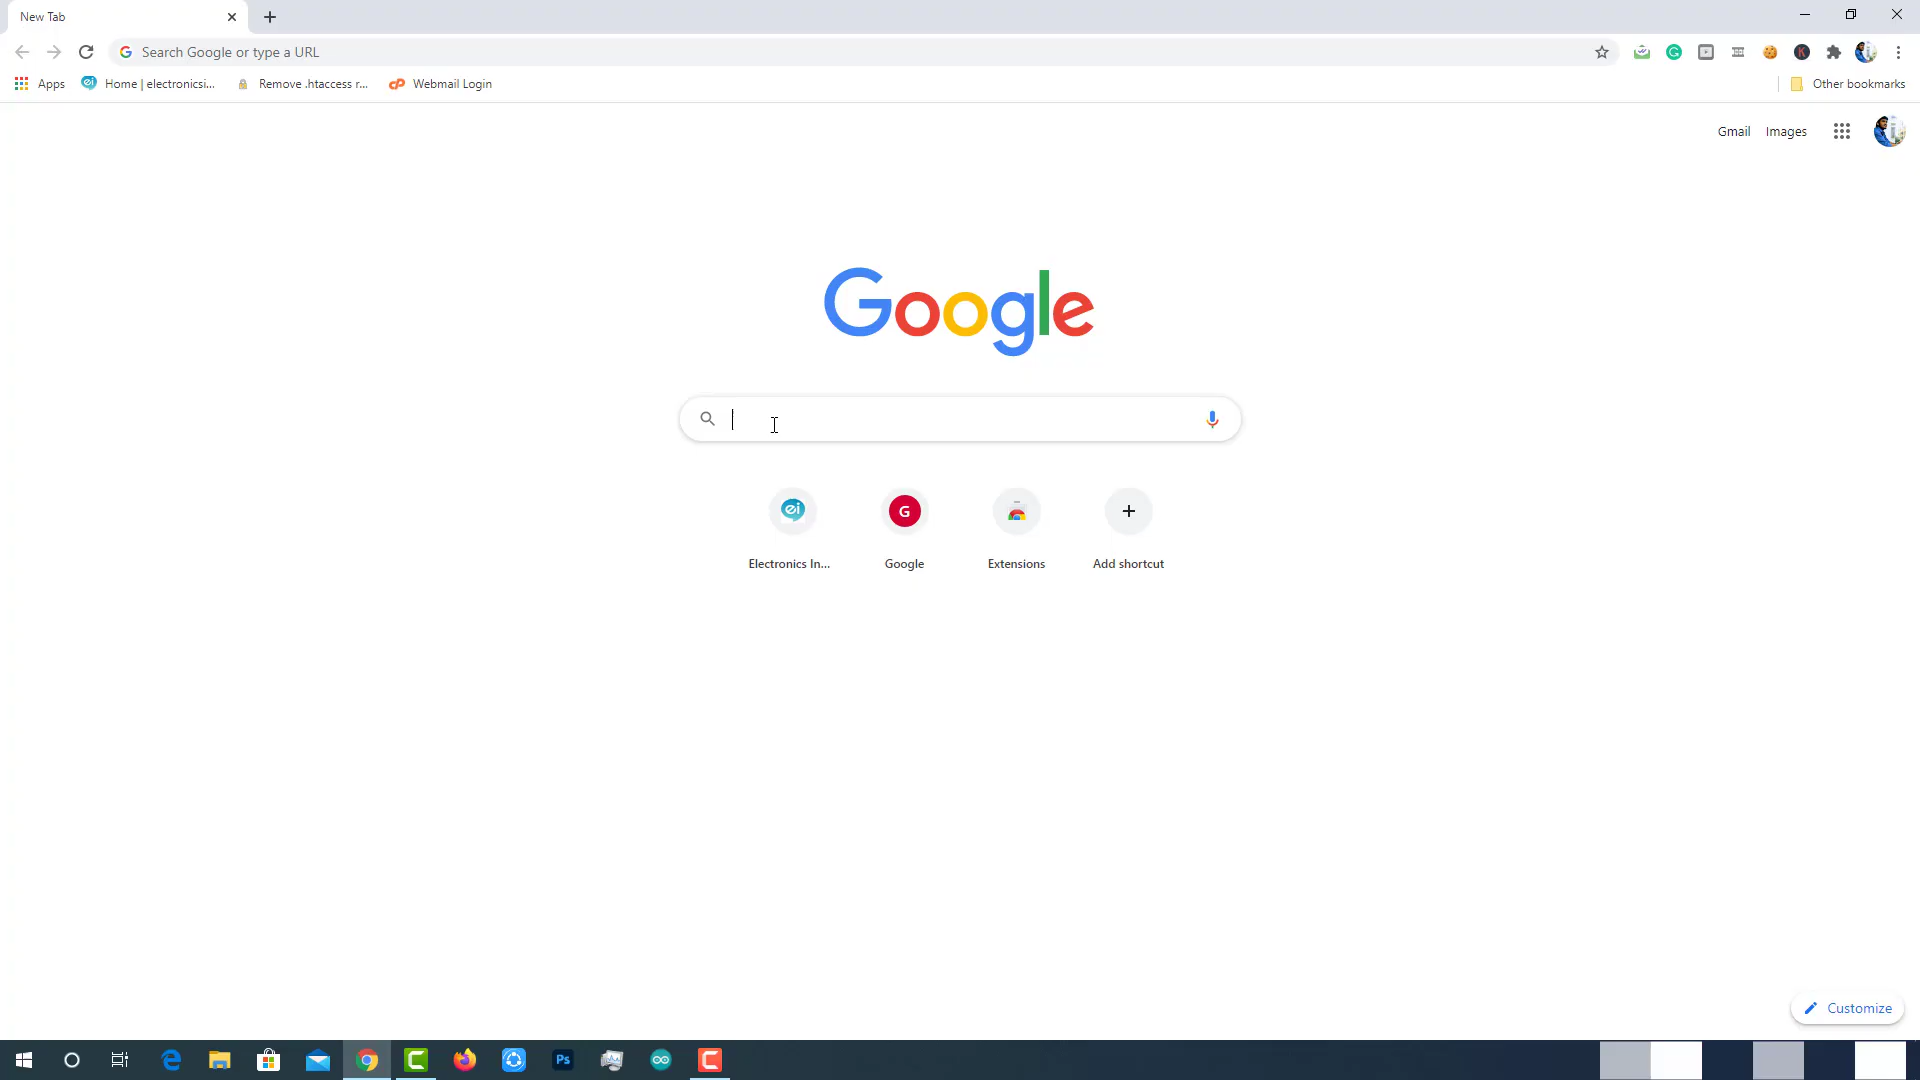 New Tab
Search Google or type a URL
Apps
Home | electronicsi...
Remove .htaccess r...
Webmail Login
Other bookmarks
Gmail
Images
Google
Electronics In...
Google
Extensions
Add shortcut
Customize